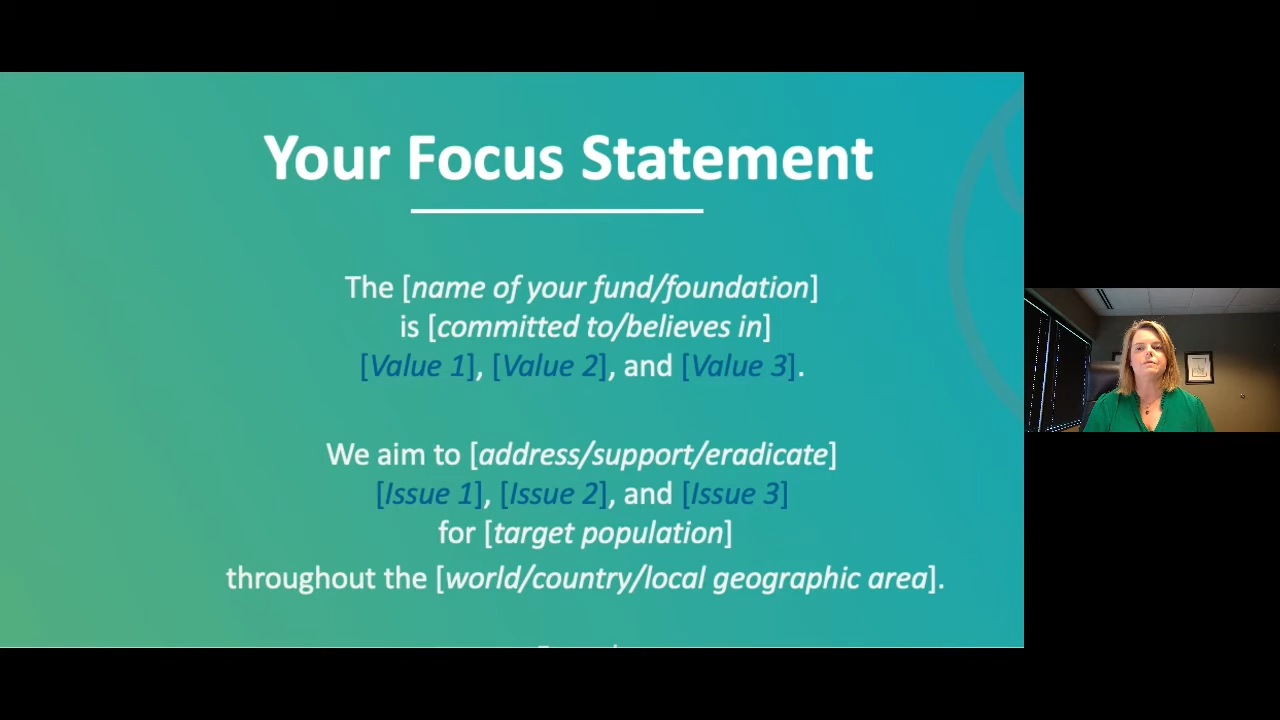 Your Focus Statement
The [name of your fund/foundation]
is [committed to/believes in]
[Value 1], [Value 2], and [Value 3].
We aim to [address/support/eradicate]
[Issue 1], [Issue 2], and [Issue 3]
for [target population]
throughout the [world/country/local geographic area].